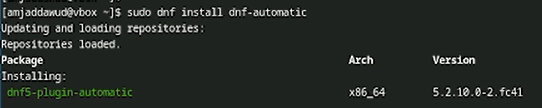 [amjaddawud@vbox ~]$ sudo dnf install dnf-automatic
Updating and loading repositories:
Repositories loaded.
Package Arch Version
Installing:
dnf5-plugin-automatic x86_64 5.2.10.0-2.fc41